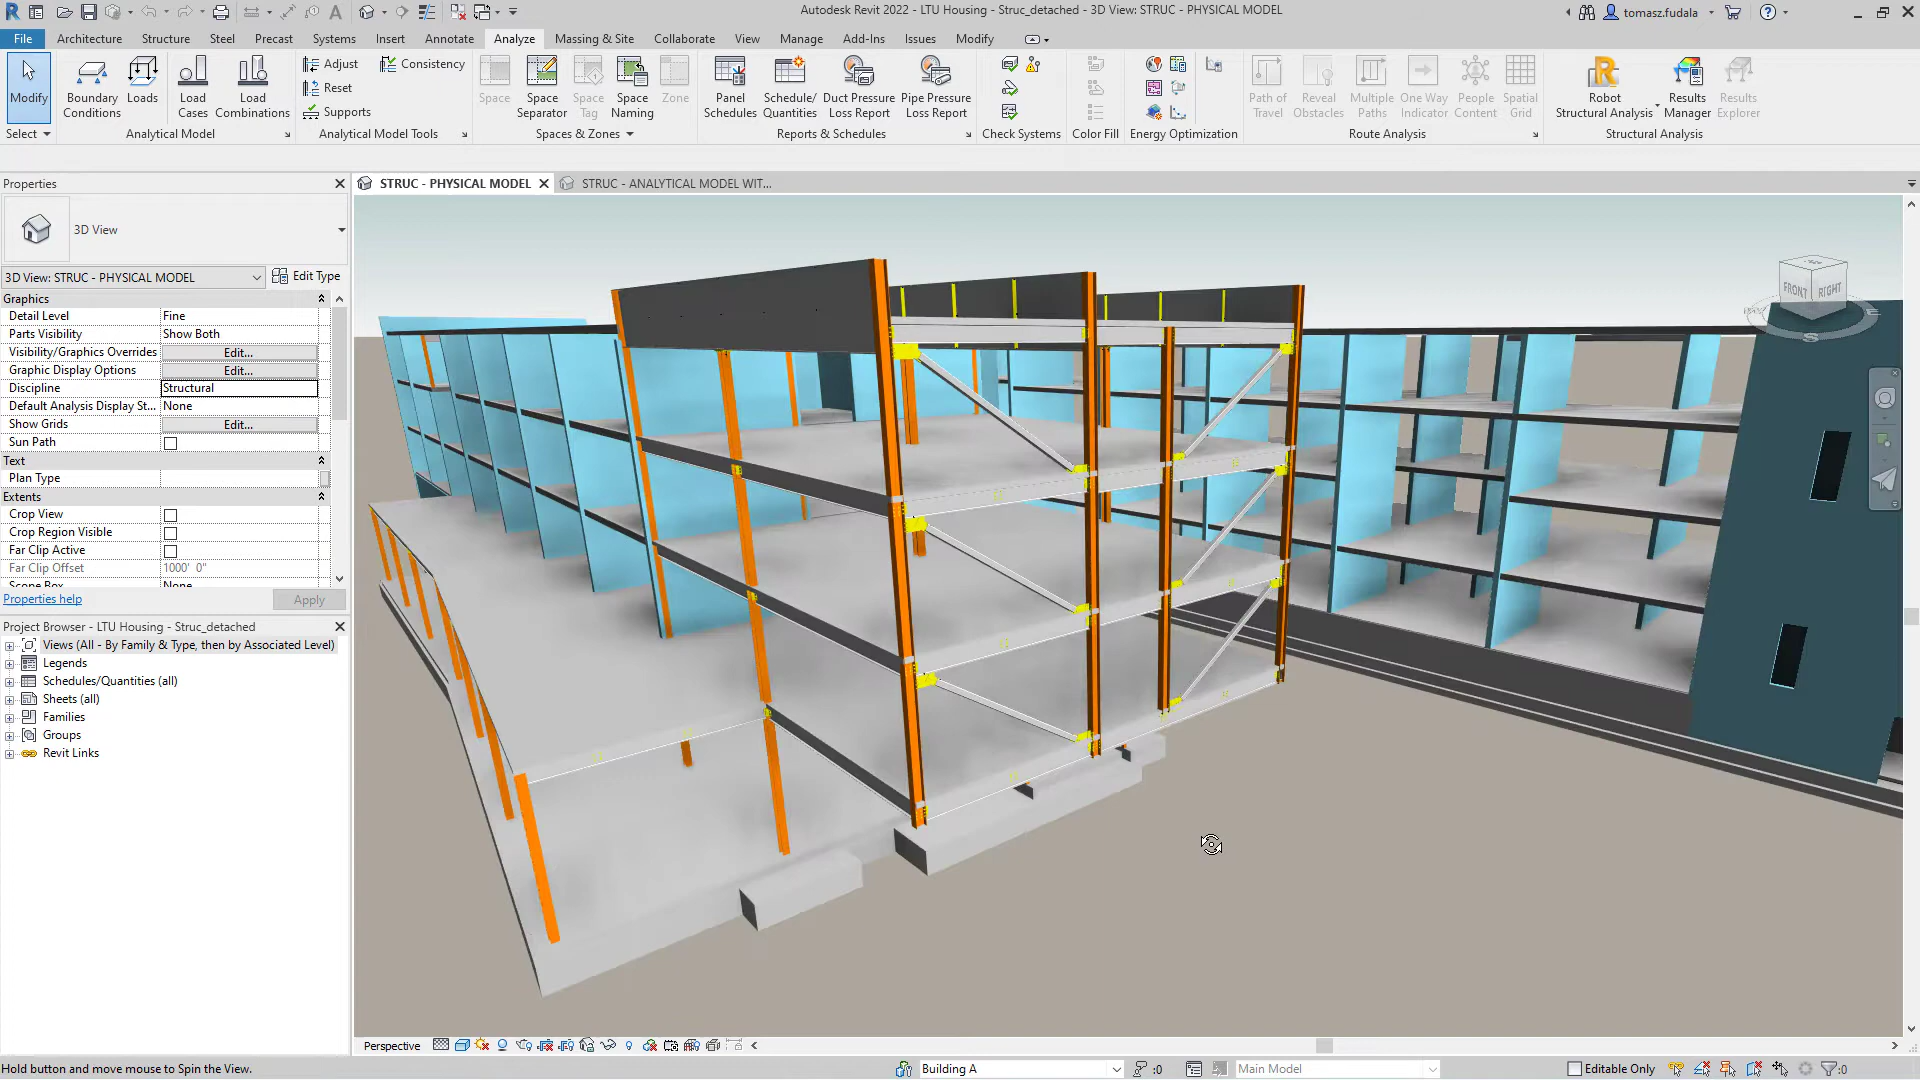 Autodesk Revit 2022 - LTU Housing - Struc_detached - 3D View: STRUC - PHYSICAL MODEL
tomasz.fudala
File Architecture Structure Steel Precast Systems Insert Annotate Analyze Massing & Site Collaborate View Manage Add-Ins Issues Modify
Modify
Boundary Conditions
Loads
Load Cases
Load Combinations
Adjust
Reset
Supports
Consistency
Space
Space Separator
Space Tag
Space Naming
Zone
Panel Schedules
Schedule/ Quantities
Duct Pressure Loss Report
Pipe Pressure Loss Report
Path of Travel
Reveal Obstacles
Multiple Paths
One Way Indicator
People Content
Spatial Grid
Robot Structural Analysis
Results Manager
Results Explorer
Select Analytical Model Analytical Model Tools Spaces & Zones Reports & Schedules Check Systems Color Fill Energy Optimization Route Analysis Structural Analysis
Properties
STRUC - PHYSICAL MODEL
STRUC - ANALYTICAL MODEL WIT...
3D View
3D View: STRUC - PHYSICAL MODEL
Edit Type
Graphics
Detail Level Fine
Parts Visibility Show Both
Visibility/Graphics Overrides Edit...
Graphic Display Options Edit...
Discipline Structural
Default Analysis Display St... None
Show Grids Edit...
Sun Path
Text
Plan Type
Extents
Crop View
Crop Region Visible
Far Clip Active
Far Clip Offset 1000' 0"
Scope Box None
Properties help
Apply
Project Browser - LTU Housing - Struc_detached
Views (All - By Family & Type, then by Associated Level)
Legends
Schedules/Quantities (all)
Sheets (all)
Families
Groups
Revit Links
FRONT
RIGHT
S
Perspective
Hold button and move mouse to Spin the View.
Building A
:0
Main Model
Editable Only
:0